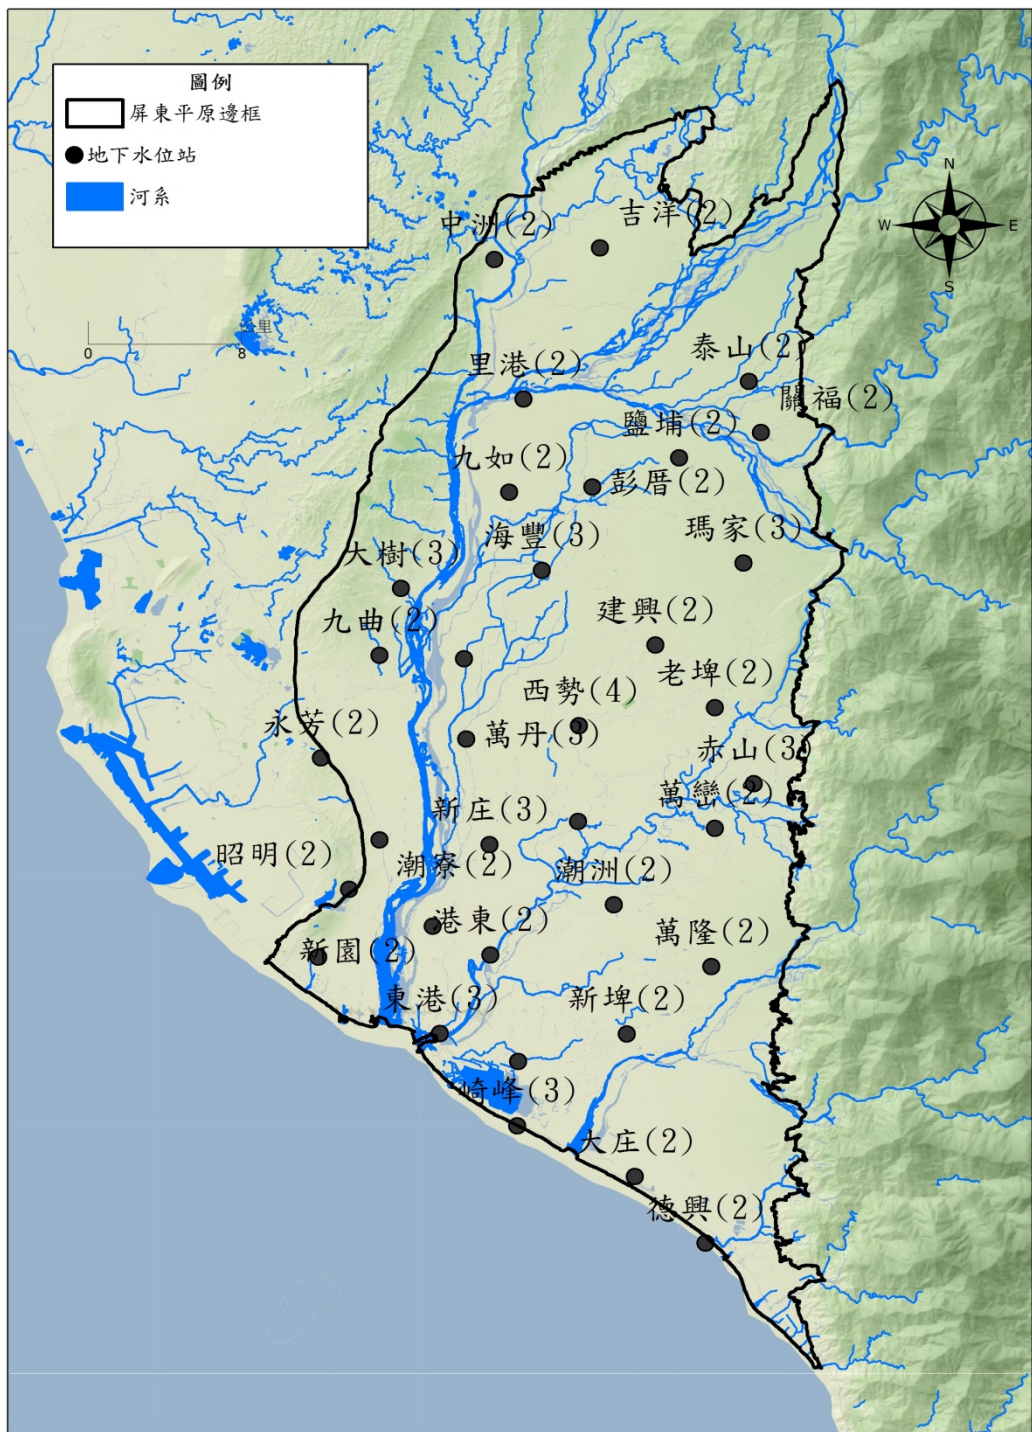 圖例
屏東平原邊框
地下水位站
河系
N
W
E
S
公里
0
8
中洲(2)
吉洋(2)
里港(2)
泰山(2)
關福(2)
鹽埔(2)
九如(2)
彭厝(2)
海豐(3)
瑪家(3)
大樹(3)
九曲(2)
建興(2)
老埤(2)
西勢(4)
永芳(2)
萬丹(3)
赤山(3)
萬巒(2)
新庄(3)
昭明(2)
潮寮(2)
潮洲(2)
港東(2)
萬隆(2)
新園(2)
東港(3)
新埤(2)
崎峰(3)
大庄(2)
德興(2)